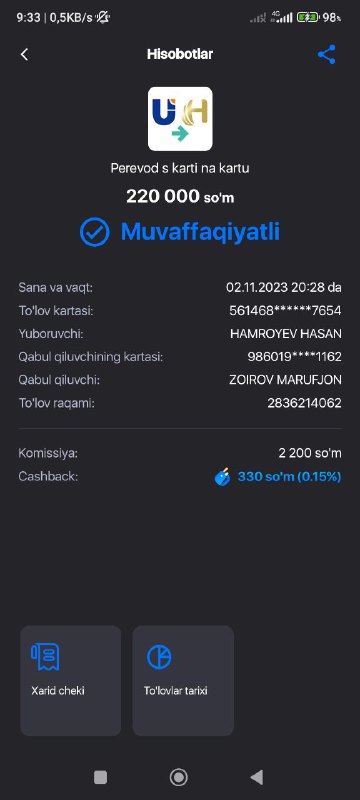 9:33 | 0,5KB/s
4G
98%
Hisobotlar
U H
Perevod s karti na kartu
220 000 so'm
Muvaffaqiyatli
Sana va vaqt: 02.11.2023 20:28 da
To'lov kartasi: 561468******7654
Yuboruvchi: HAMROYEV HASAN
Qabul qiluvchining kartasi: 986019****1162
Qabul qiluvchi: ZOIROV MARUFJON
To'lov raqami: 2836214062
Komissiya: 2 200 so'm
Cashback: 330 so'm (0.15%)
Xarid cheki To'lovlar tarixi